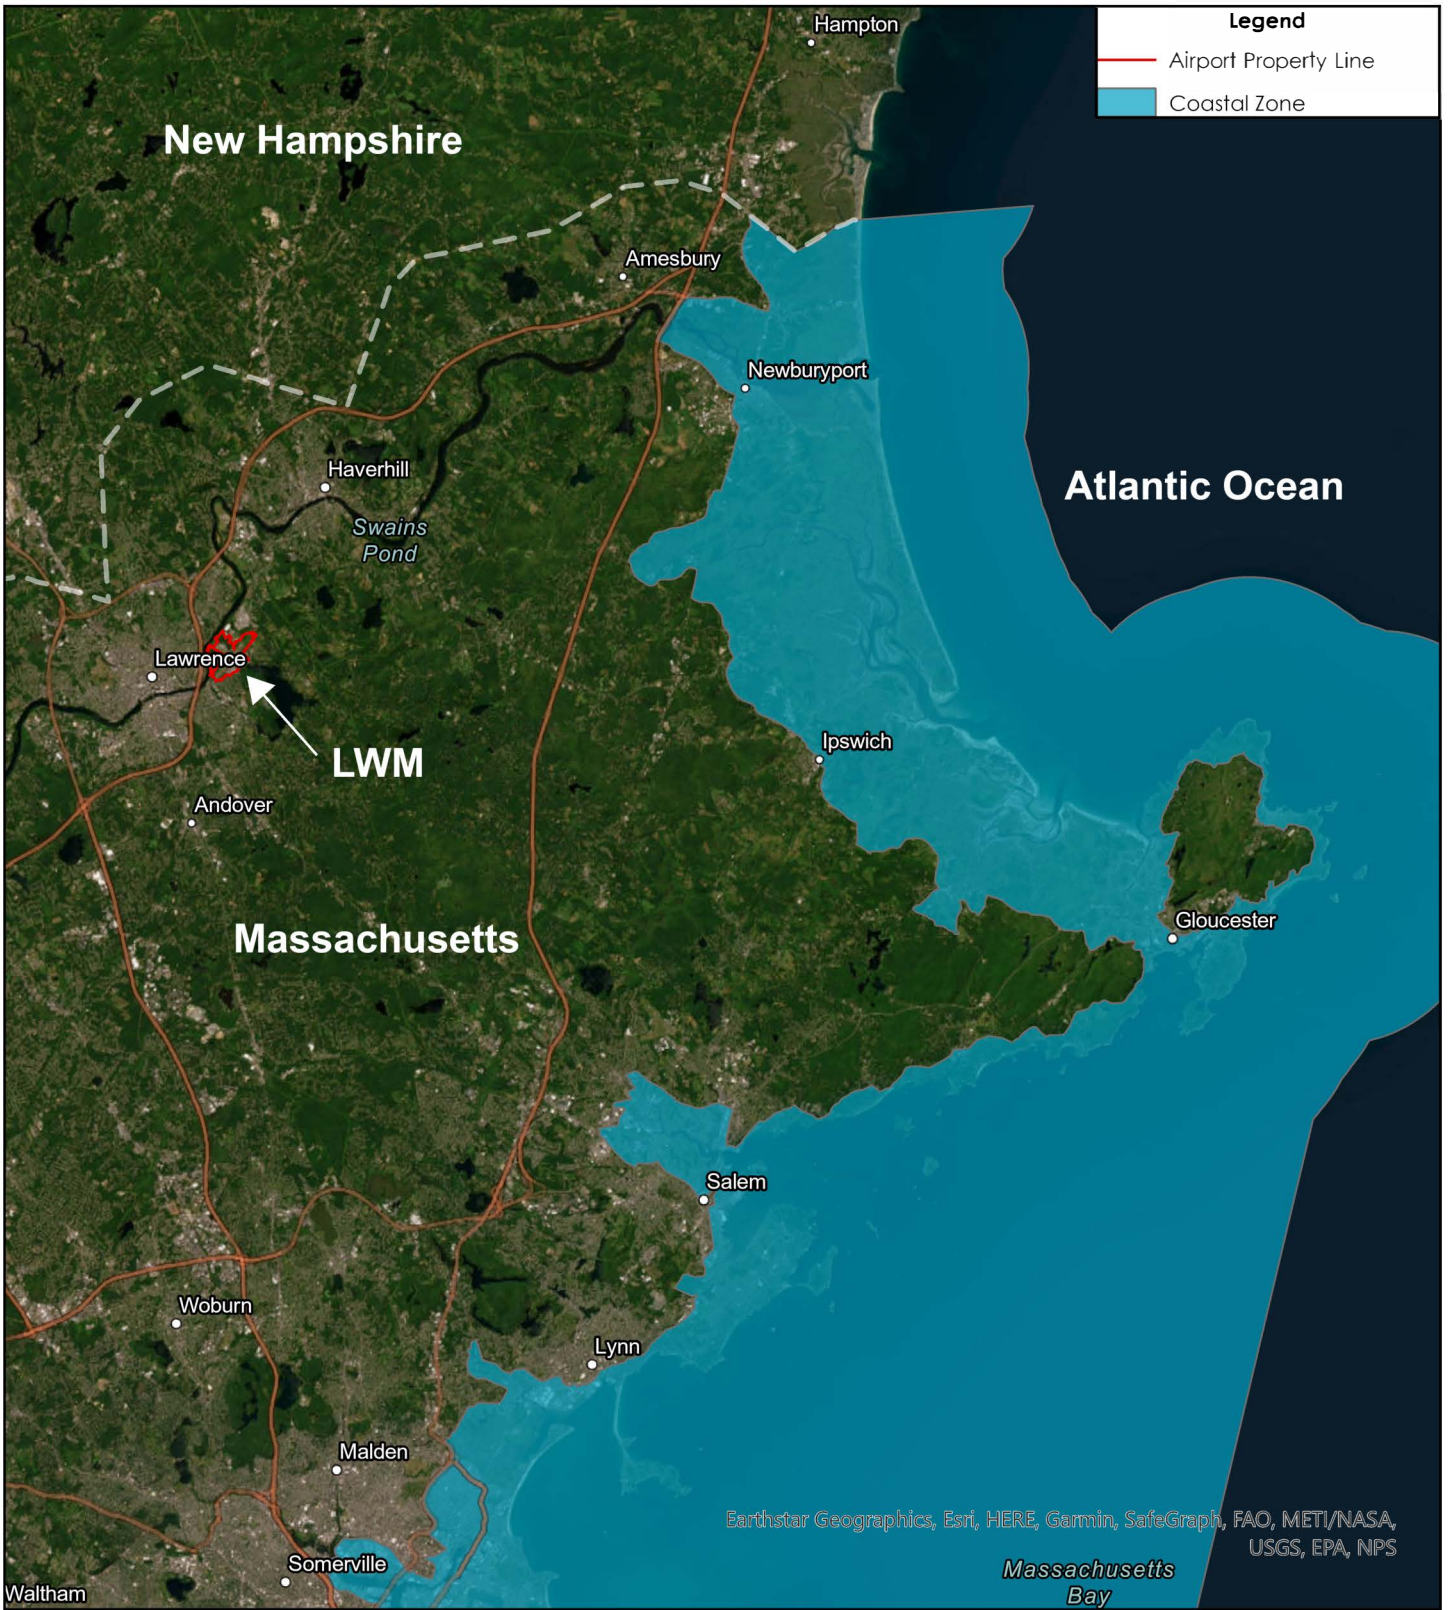 Hampton
Legend
Airport Property Line
Coastal Zone
New Hampshire
Amesbury
Newburyport
Haverhill
Atlantic Ocean
Swains
Pond
Lawrence
Ipswich
LWM
Andover
Gloucester
Massachusetts
Salem
Woburn
Lynn
Malden
Earthstar Geographics, Esri, HERE, Garmin, SafeGraph, FAO, METI/NASA,
USGS, EPA, NPS
Somerville
Massachusetts
Bay
Waltham